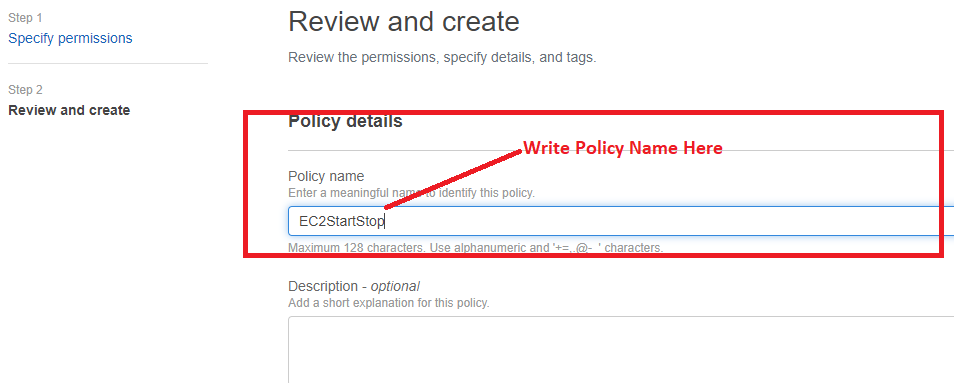 Step 1
Specify permissions
Step 2
Review and create
Review and create
Review the permissions, specify details, and tags.
Policy details
Write Policy Name Here
Policy name
Enter a meaningful name to identify this policy.
EC2StartStop
Maximum 128 characters. Use alphanumeric and '+=,.@-_' characters.
Description - optional
Add a short explanation for this policy.